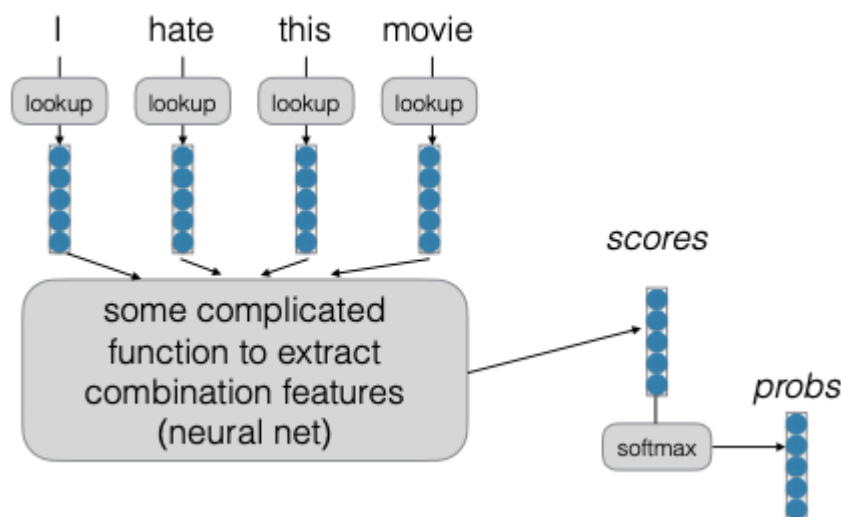 I hate this movie
lookup lookup lookup lookup
scores
some complicated
function to extract
combination features
(neural net)
probs
softmax